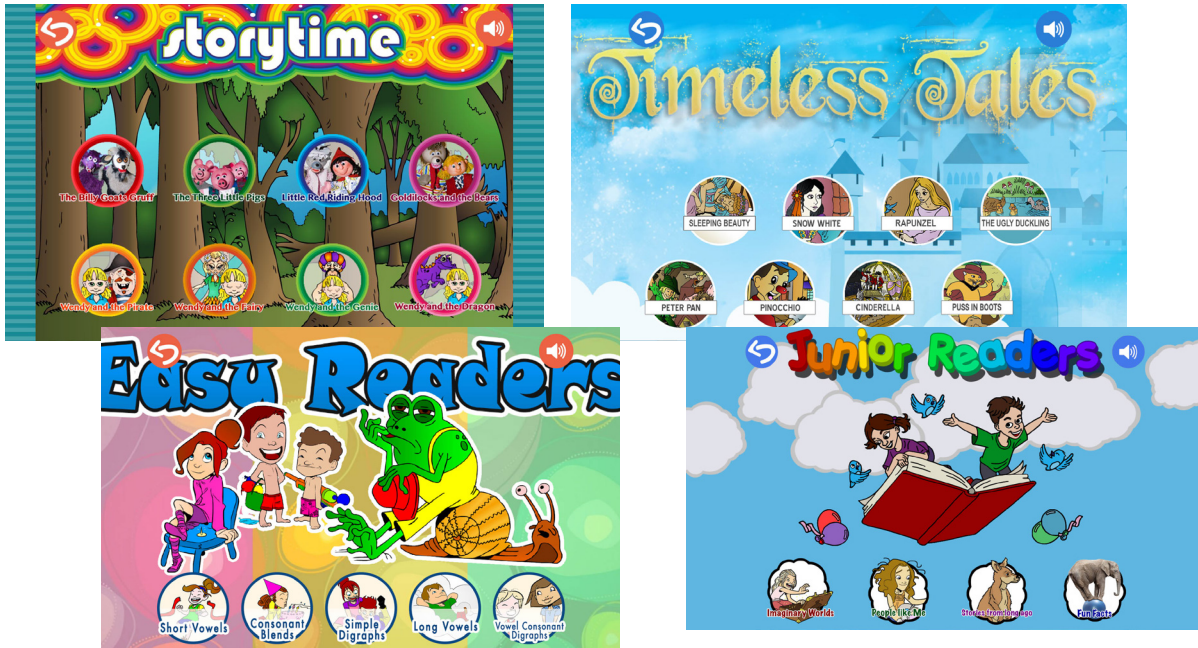 storytime
The Billy Goats Gruff
The Three Little Pigs
Little Red Riding Hood
Goldilocks and the Bears
Wendy and the Pirate
Wendy and the Fairy
Wendy and the Genie
Wendy and the Dragon
Timeless Tales
SLEEPING BEAUTY
SNOW WHITE
RAPUNZEL
THE UGLY DUCKLING
PETER PAN
PINOCCHIO
CINDERELLA
PUSS IN BOOTS
Easy Readers
Short Vowels
Consonant
Blends
Simple
Digraphs
Long Vowels
Vowel Consonant
Digraphs
Junior Readers
Imaginary Worlds
People like Me
Stories from long ago
Fun Facts